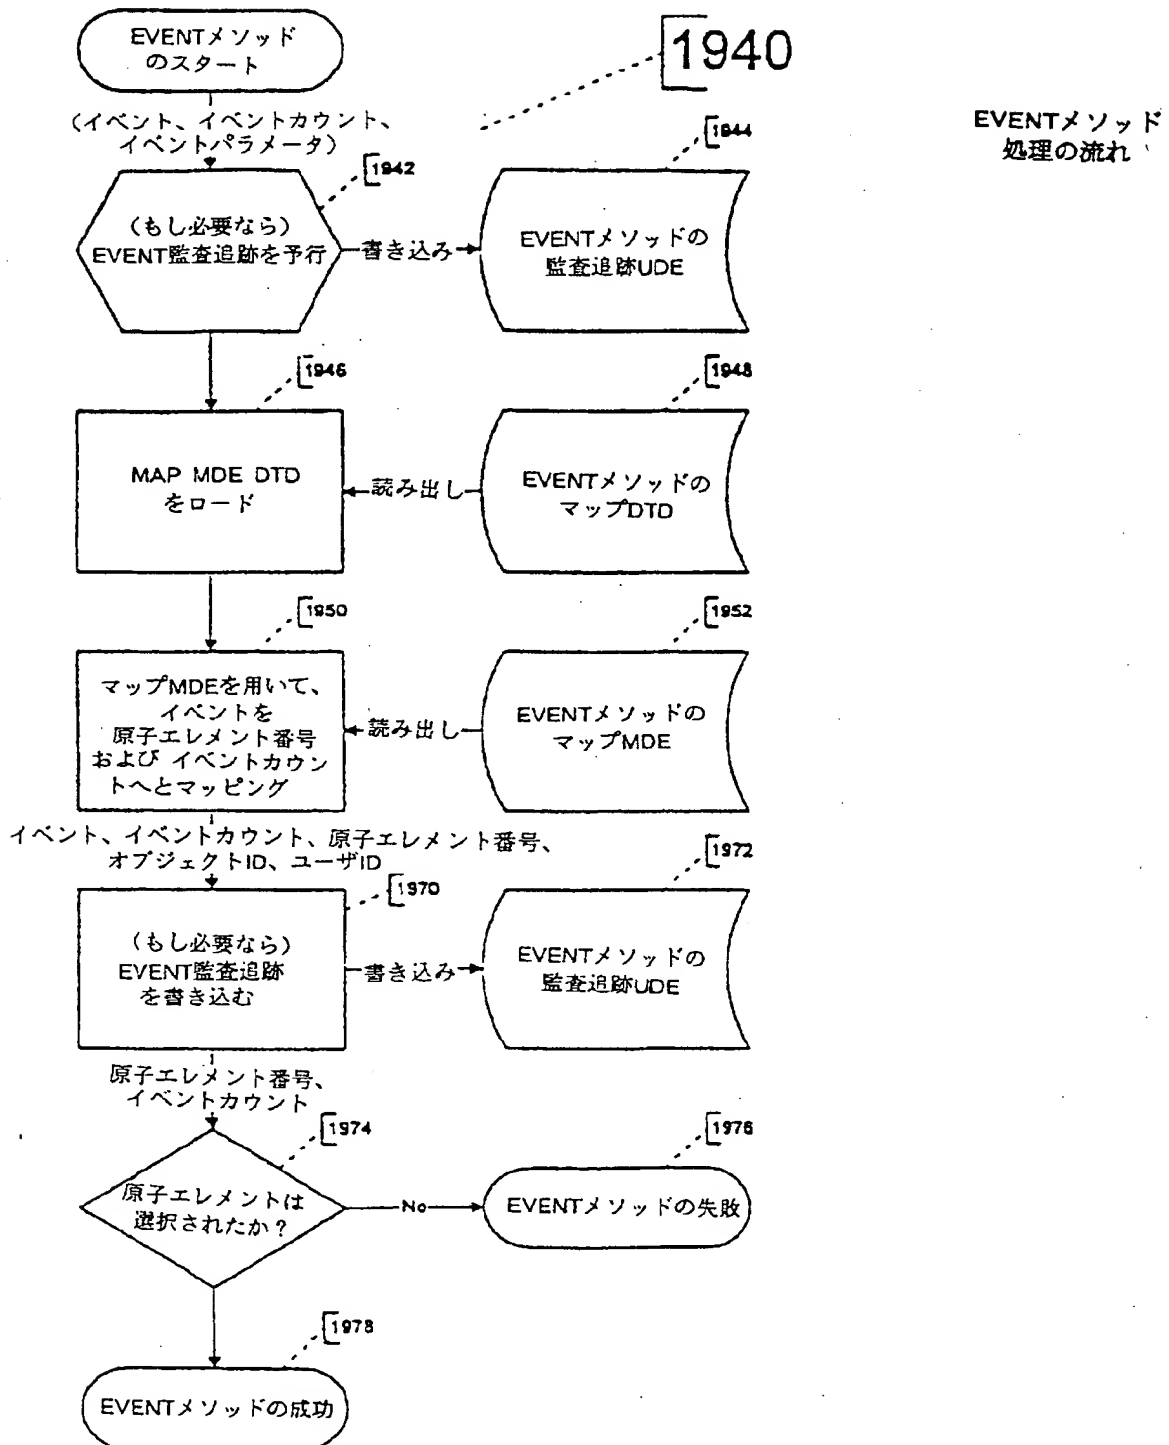 EVENTメソッド
のスタート
1940
(イベント、イベントカウント、
イベントパラメータ)
EVENTメソッド
処理の流れ
1942
1944
(もし必要なら)
EVENT監査追跡を予行
書き込み
EVENTメソッドの
監査追跡UDE
1946
1948
MAP MDE DTD
をロード
読み出し
EVENTメソッドの
マップDTD
1950
1952
マップMDEを用いて、
イベントを
原子エレメント番号
および イベントカウン
トへとマッピング
読み出し
EVENTメソッドの
マップMDE
イベント、イベントカウント、原子エレメント番号、
オブジェクトID、ユーザID
1970
1972
(もし必要なら)
EVENT監査追跡
を書き込む
書き込み
EVENTメソッドの
監査追跡UDE
原子エレメント番号、
イベントカウント
1974
1976
原子エレメントは
選択されたか?
No
EVENTメソッドの失敗
1978
EVENTメソッドの成功